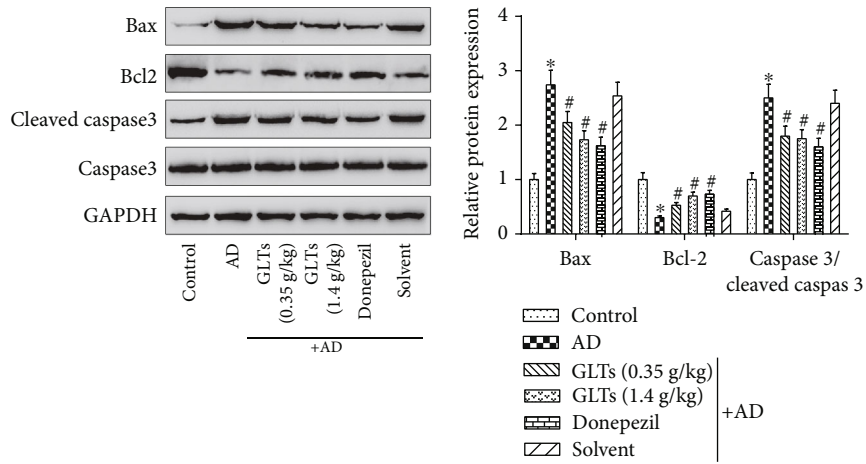 Bax
Bcl2
Cleaved caspase3
Caspase3
GAPDH
Control
AD
GLTs
(0.35 g/kg)
GLTs
(1.4 g/kg)
Donepezil
Solvent
+AD
Relative protein expression
4
3
2
1
0
*
#
#
#
*
#
#
#
*
#
#
#
Bax
Bcl-2
Caspase 3/
cleaved caspas 3
Control
AD
GLTs (0.35 g/kg)
GLTs (1.4 g/kg)
Donepezil
Solvent
+AD